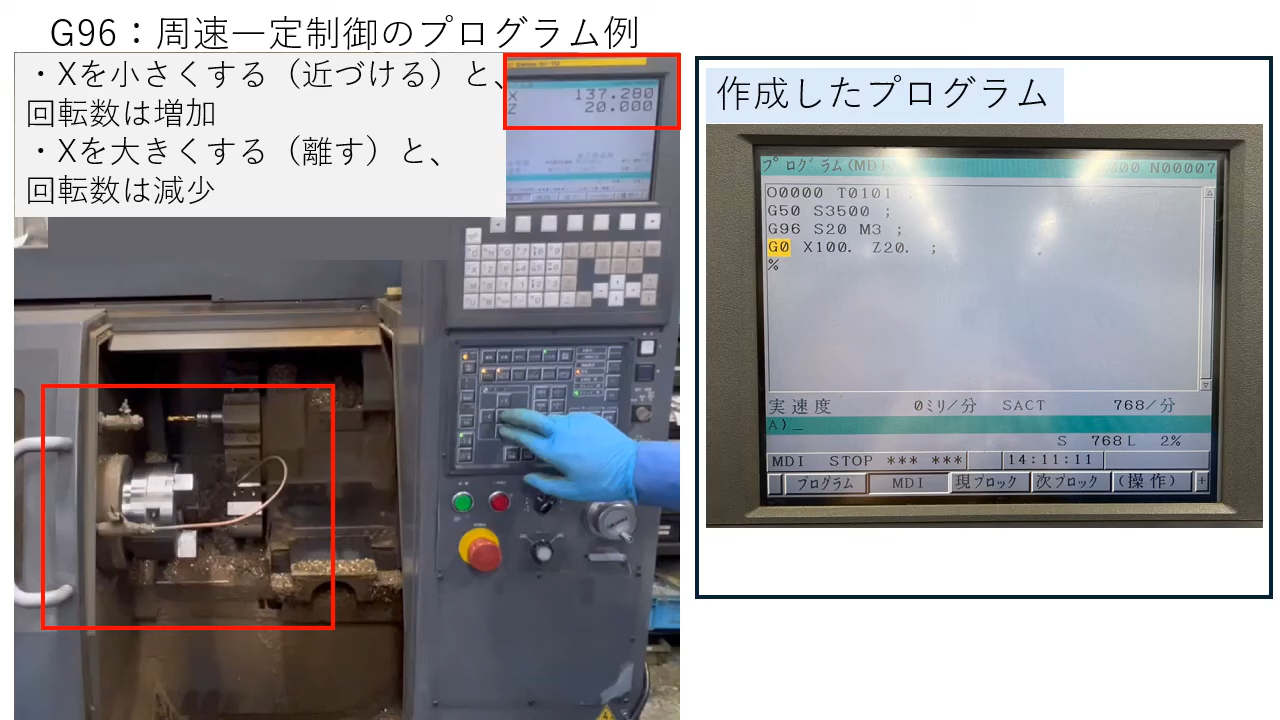 G96：周速一定制御のプログラム例
・Xを小さくする（近づける）と、
回転数は増加
・Xを大きくする（離す）と、
回転数は減少
X 137.280
Z 20.000
作成したプログラム
プログラム(MDI
000 N00007
O0000 T0101 ;
G50 S3500 ;
G96 S20 M3 ;
G0 X100. Z20. ;
%
実速度 0ミリ/分 SACT 768/分
A)_
S 768 L 2%
MDI STOP *** ***
14:11:11
プログラム MDI 現ブロック 次ブロック (操作) +